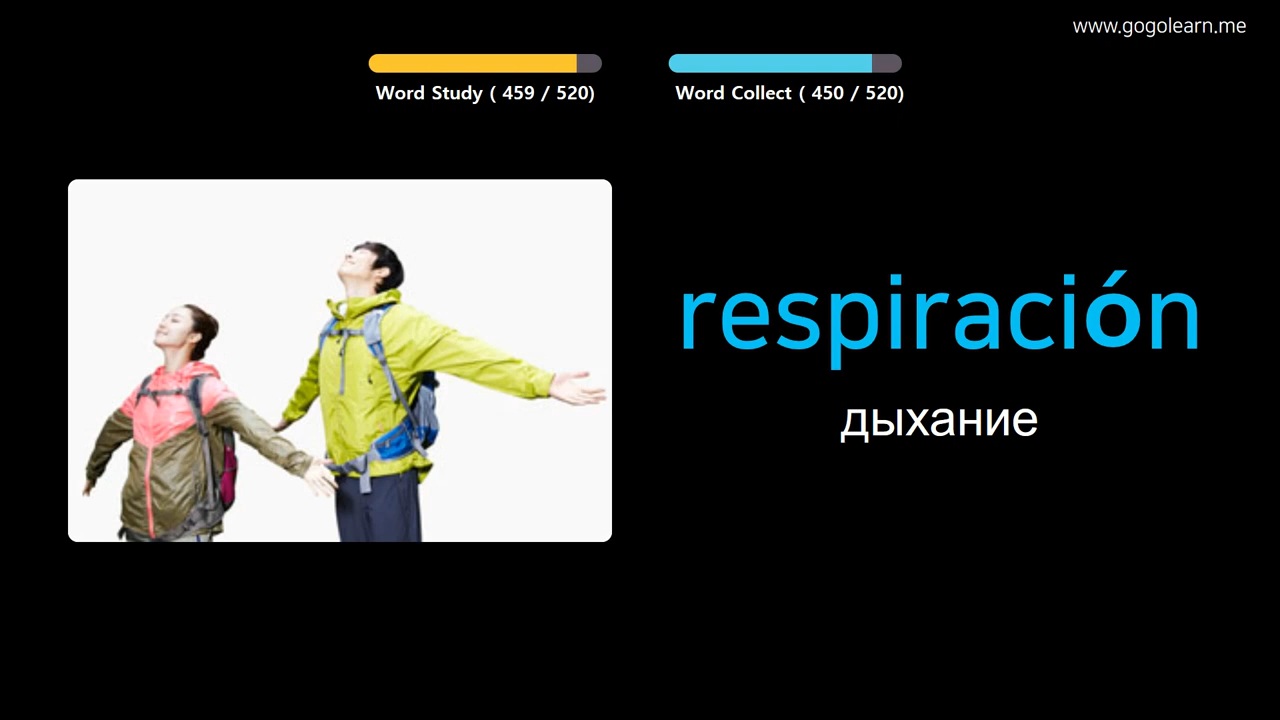 www.gogolearn.me
Word Study ( 459 / 520)
Word Collect ( 450 / 520)
respiración
дыхание